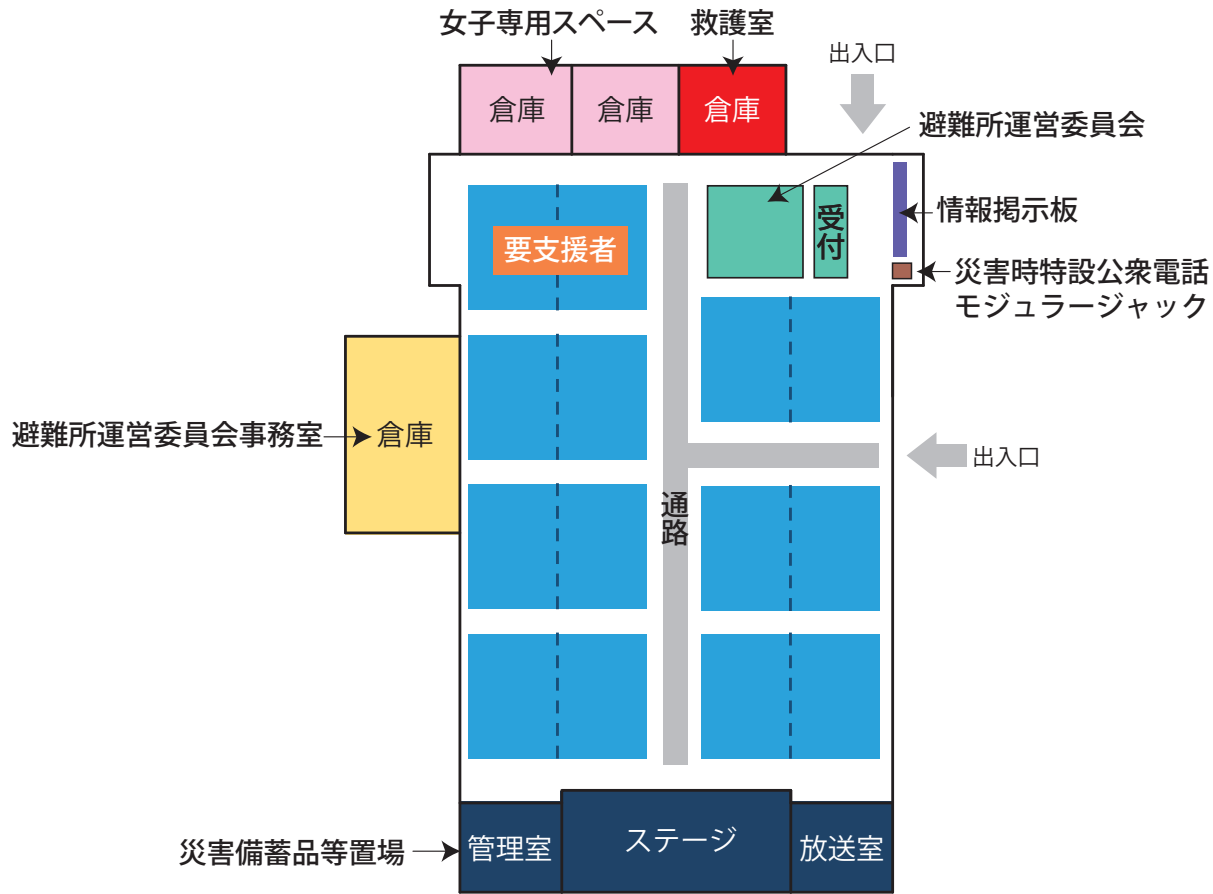 女子専用スペース
救護室
出入口
倉庫
倉庫
倉庫
避難所運営委員会
受付
情報掲示板
要支援者
災害時特設公衆電話
モジュラージャック
避難所運営委員会事務室
倉庫
出入口
通路
災害備蓄品等置場
管理室
ステージ
放送室